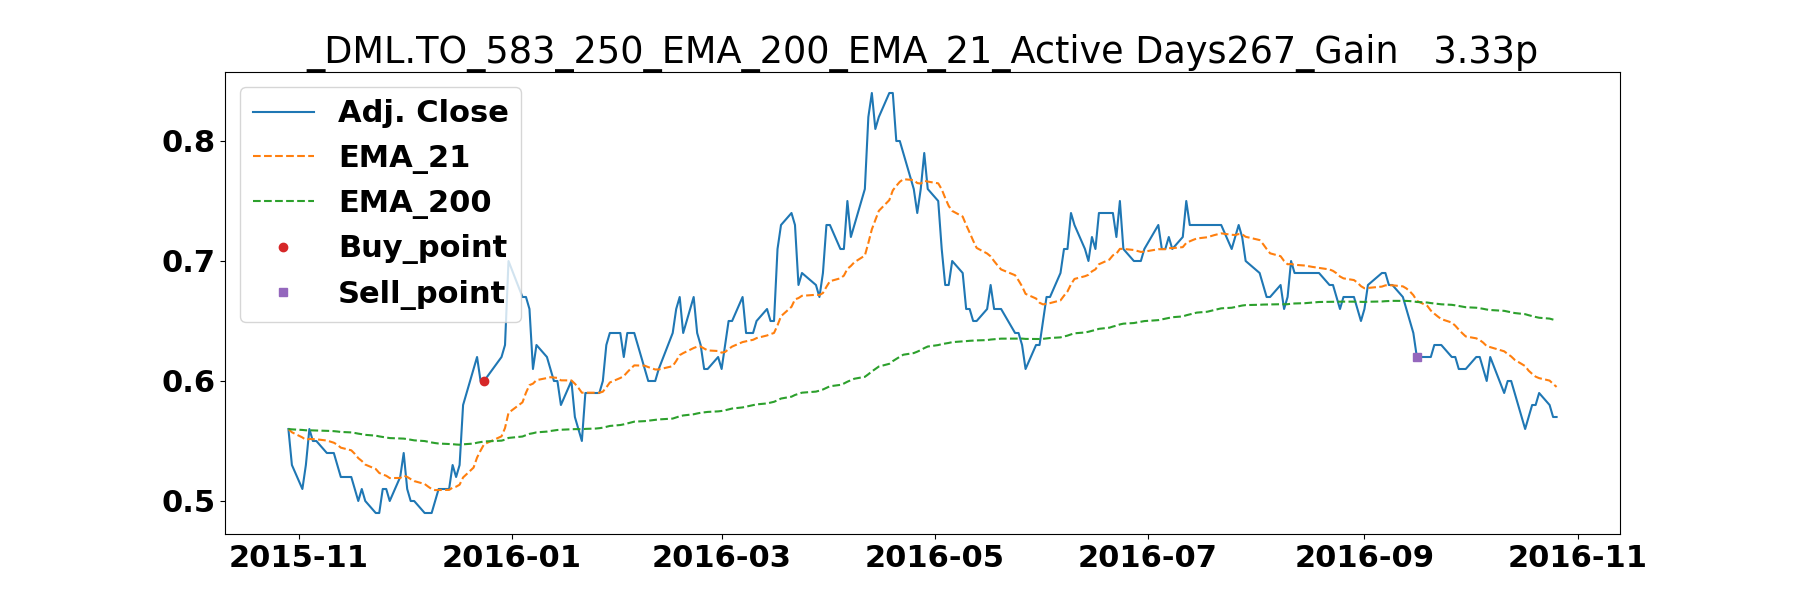 _DML.TO_583_250_EMA_200_EMA_21_Active Days267_Gain   3.33p
Adj. Close
EMA_21
EMA_200
Buy_point
Sell_point
0.8
0.7
0.6
0.5
2015-11 2016-01 2016-03 2016-05 2016-07 2016-09 2016-11